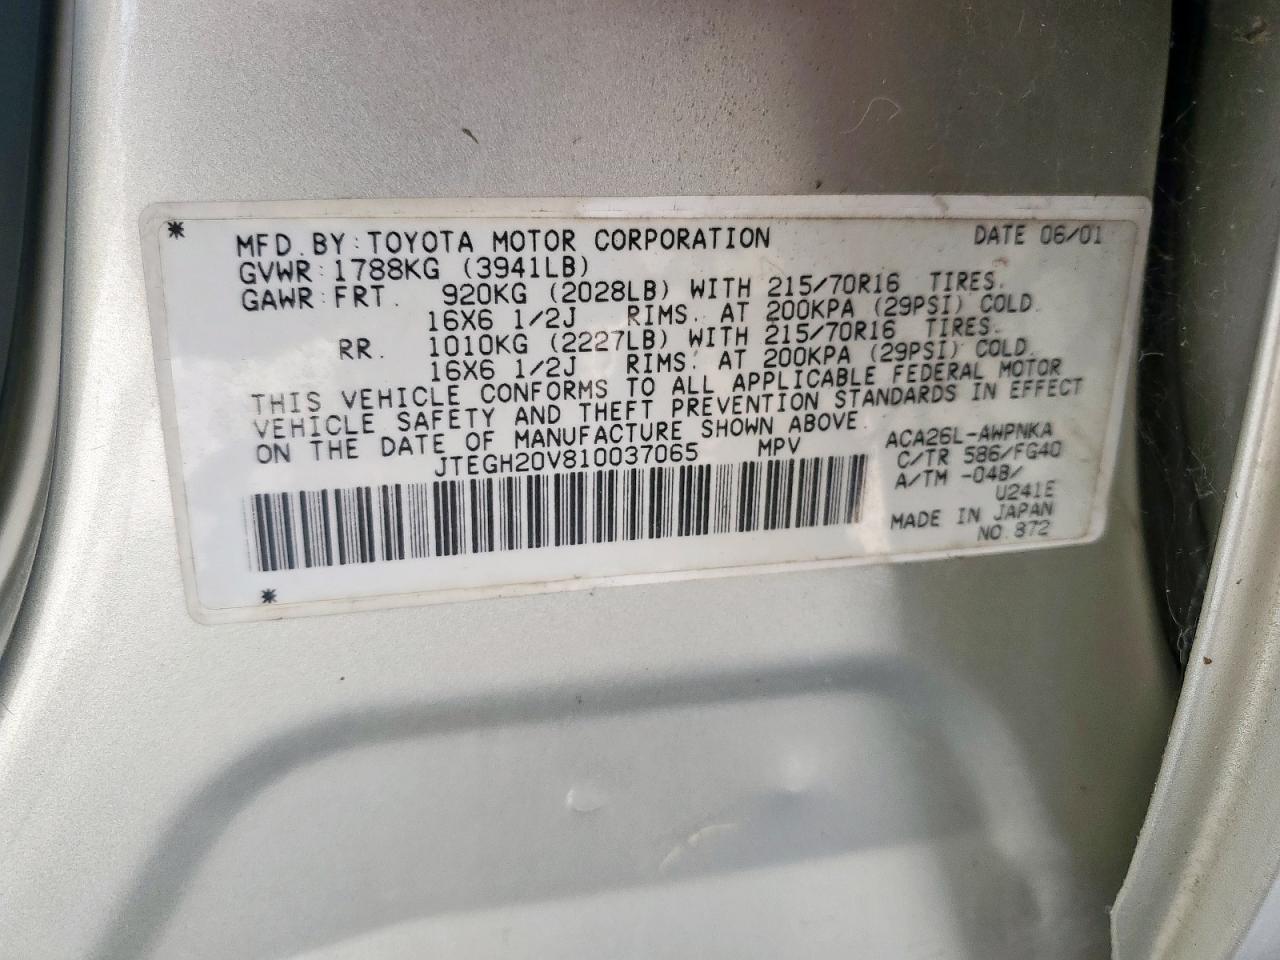 MFD. BY: TOYOTA MOTOR CORPORATION DATE 06/01
GVWR: 1788KG (3941LB)
GAWR: FRT. 920KG (2028LB) WITH 215/70R16 TIRES.
16X6 1/2J RIMS. AT 200KPA (29PSI) COLD.
RR. 1010KG (2227LB) WITH 215/70R16 TIRES.
16X6 1/2J RIMS. AT 200KPA (29PSI) COLD.
THIS VEHICLE CONFORMS TO ALL APPLICABLE FEDERAL MOTOR
VEHICLE SAFETY AND THEFT PREVENTION STANDARDS IN EFFECT
ON THE DATE OF MANUFACTURE SHOWN ABOVE.
JTEGH20V810037065 MPV
ACA26L-AWPNKA
C/TR 586/FG40
A/TM -04B/
U241E
MADE IN JAPAN
NO. 872